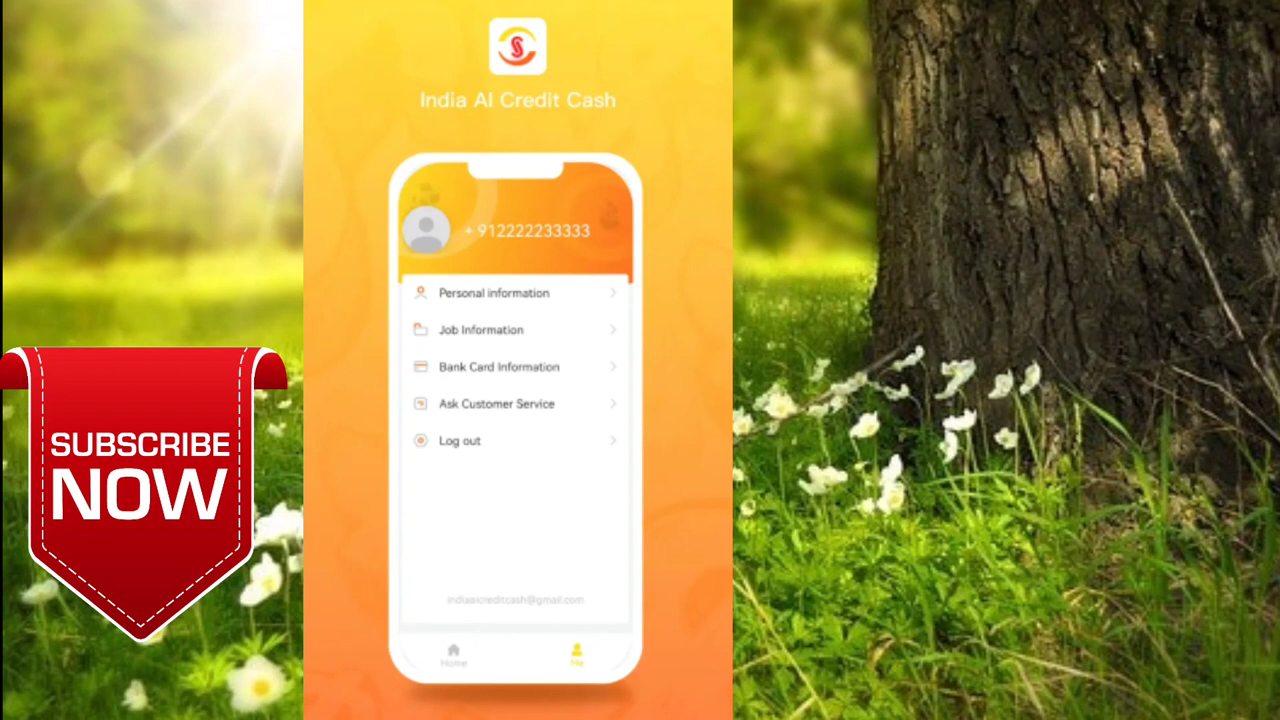 India AI Credit Cash
+ 912222233333
Personal information
Job Information
Bank Card Information
Ask Customer Service
Log out
indiaaicreditcash@gmail.com
Home
Me
SUBSCRIBE
NOW